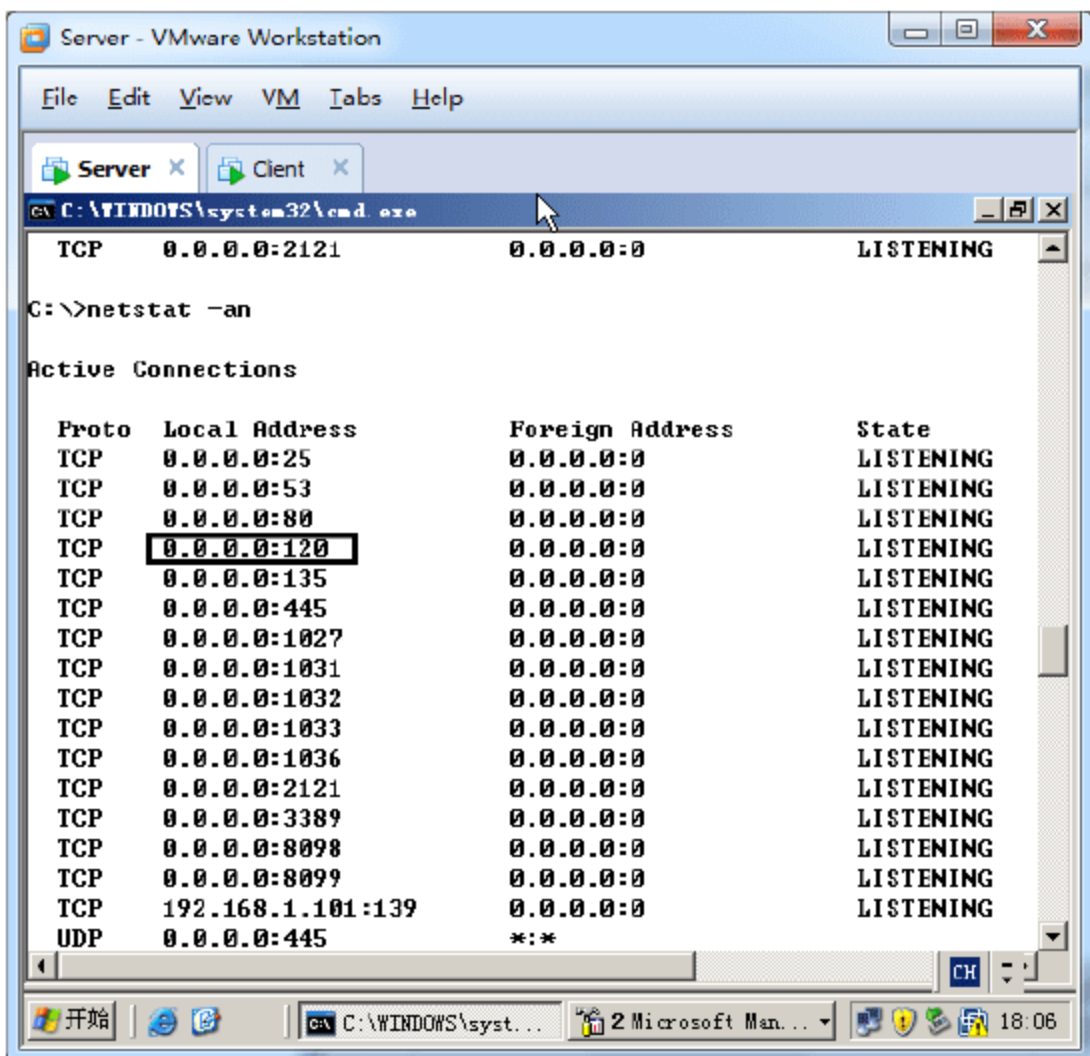 Server - VMware Workstation
File Edit View VM Tabs Help
Server Client
C:\WINDOWS\system32\cmd.exe
TCP 0.0.0.0:2121 0.0.0.0:0 LISTENING
C:\>netstat -an
Active Connections
Proto Local Address Foreign Address State
TCP 0.0.0.0:25 0.0.0.0:0 LISTENING
TCP 0.0.0.0:53 0.0.0.0:0 LISTENING
TCP 0.0.0.0:80 0.0.0.0:0 LISTENING
TCP 0.0.0.0:120 0.0.0.0:0 LISTENING
TCP 0.0.0.0:135 0.0.0.0:0 LISTENING
TCP 0.0.0.0:445 0.0.0.0:0 LISTENING
TCP 0.0.0.0:1027 0.0.0.0:0 LISTENING
TCP 0.0.0.0:1031 0.0.0.0:0 LISTENING
TCP 0.0.0.0:1032 0.0.0.0:0 LISTENING
TCP 0.0.0.0:1033 0.0.0.0:0 LISTENING
TCP 0.0.0.0:1036 0.0.0.0:0 LISTENING
TCP 0.0.0.0:2121 0.0.0.0:0 LISTENING
TCP 0.0.0.0:3389 0.0.0.0:0 LISTENING
TCP 0.0.0.0:8098 0.0.0.0:0 LISTENING
TCP 0.0.0.0:8099 0.0.0.0:0 LISTENING
TCP 192.168.1.101:139 0.0.0.0:0 LISTENING
UDP 0.0.0.0:445 *:*
CH
开始 C:\WINDOWS\syst... 2 Microsoft Man... 18:06